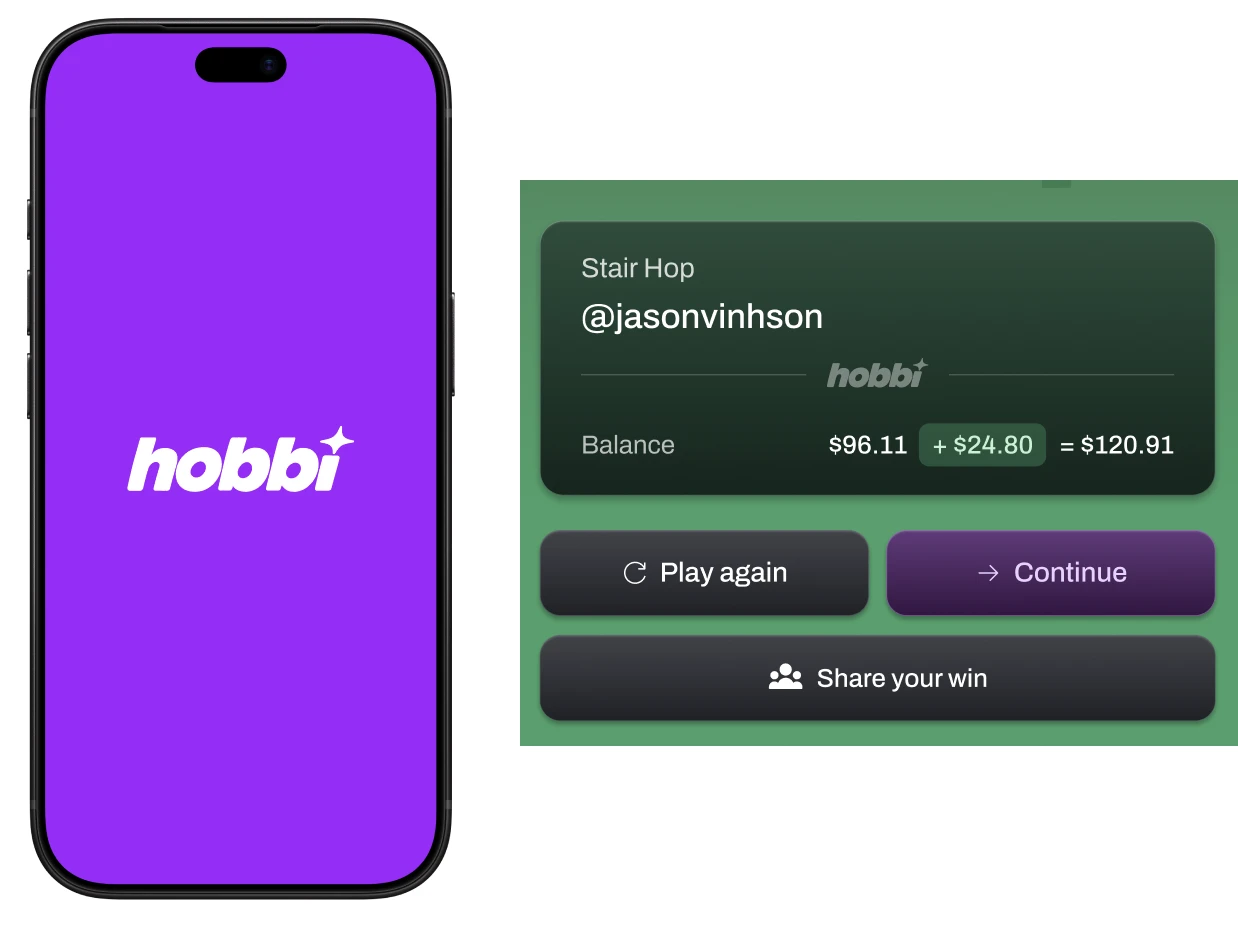 hobbi
Stair Hop
@jasonvinhson
hobbi
Balance $96.11 + $24.80 = $120.91
Play again
Continue
Share your win